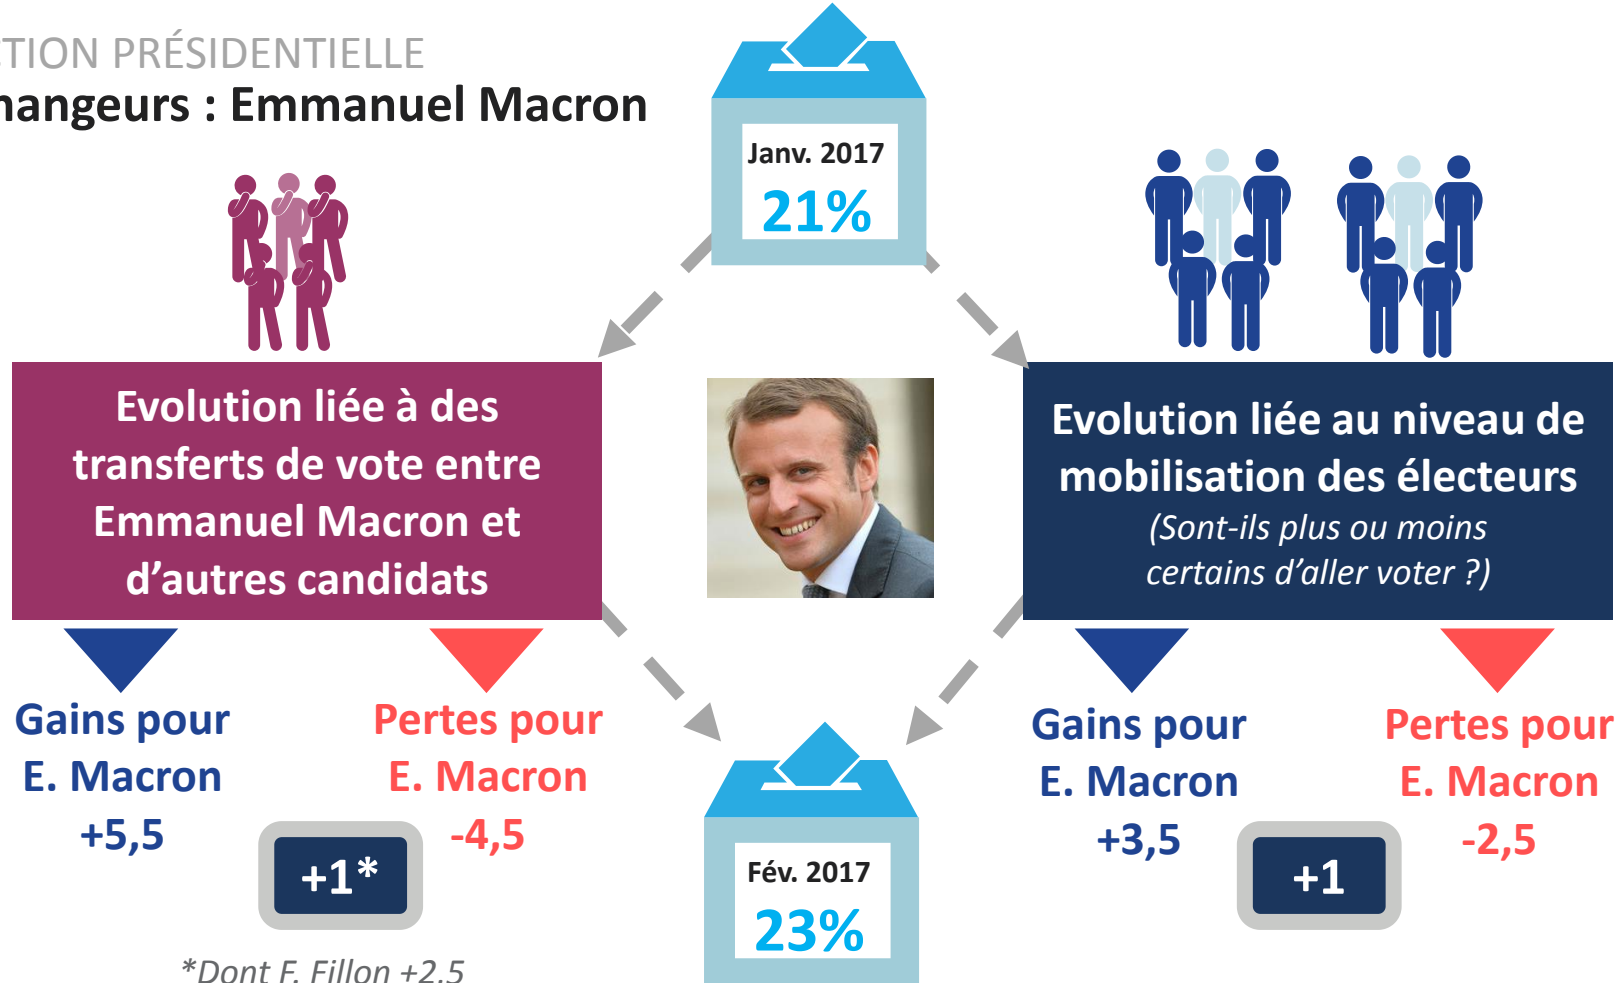 CTION PRÉSIDENTIELLE
hangeurs : Emmanuel Macron
Janv. 2017
21%
Evolution liée à des
transferts de vote entre
Emmanuel Macron et
d’autres candidats
Evolution liée au niveau de
mobilisation des électeurs
(Sont-ils plus ou moins
certains d’aller voter ?)
Gains pour
E. Macron
+5,5
Pertes pour
E. Macron
-4,5
+1*
*Dont F. Fillon +2,5
Fév. 2017
23%
Gains pour
E. Macron
+3,5
Pertes pour
E. Macron
-2,5
+1